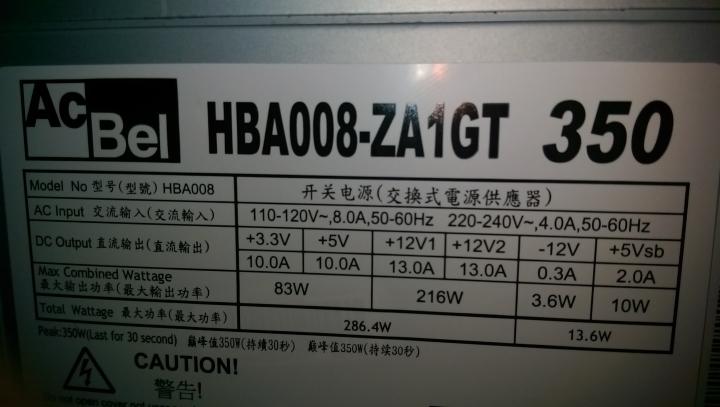 AcBel HBA008-ZA1GT 350
Model No 型号(型號) HBA008 开关电源(交換式電源供應器)
AC Input 交流输入(交流輸入) 110-120V~,8.0A,50-60Hz 220-240V~,4.0A,50-60Hz
DC Output 直流输出(直流輸出) +3.3V +5V +12V1 +12V2 -12V +5Vsb
10.0A 10.0A 13.0A 13.0A 0.3A 2.0A
Max Combined Wattage
最大输出功率(最大輸出功率) 83W 216W 3.6W 10W
Total Wattage 最大功率(最大功率) 286.4W 13.6W
Peak:350W(Last for 30 second) 巅峰值350W(持續30秒) 巅峰值350W(持续30秒)
CAUTION!
警告!
Do not open cover